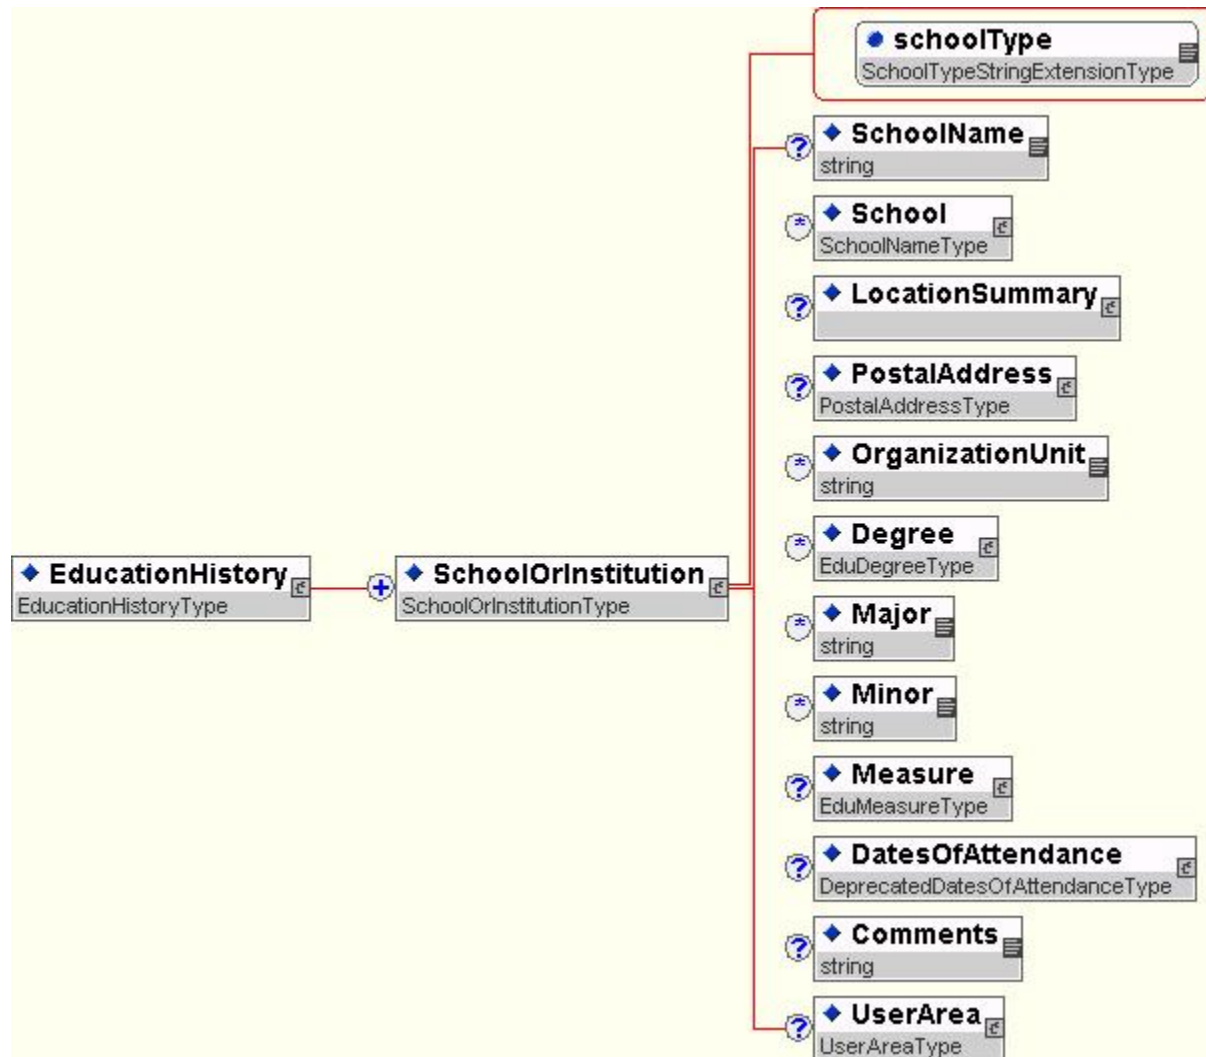 schoolType
SchoolTypeStringExtensionType
? SchoolName
string
* School
SchoolNameType
? LocationSummary
? PostalAddress
PostalAddressType
* OrganizationUnit
string
* Degree
EduDegreeType
EducationHistory
EducationHistoryType
+ SchoolOrInstitution
SchoolOrInstitutionType
* Major
string
* Minor
string
? Measure
EduMeasureType
? DatesOfAttendance
DeprecatedDatesOfAttendanceType
? Comments
string
? UserArea
UserAreaType